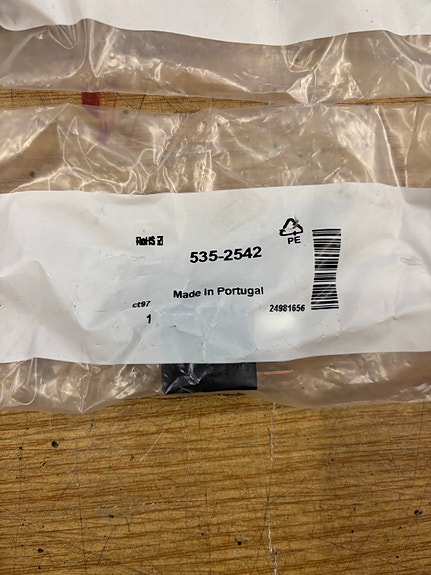 RoHS
535-2542
PE
Made in Portugal
ct97
24981656
1